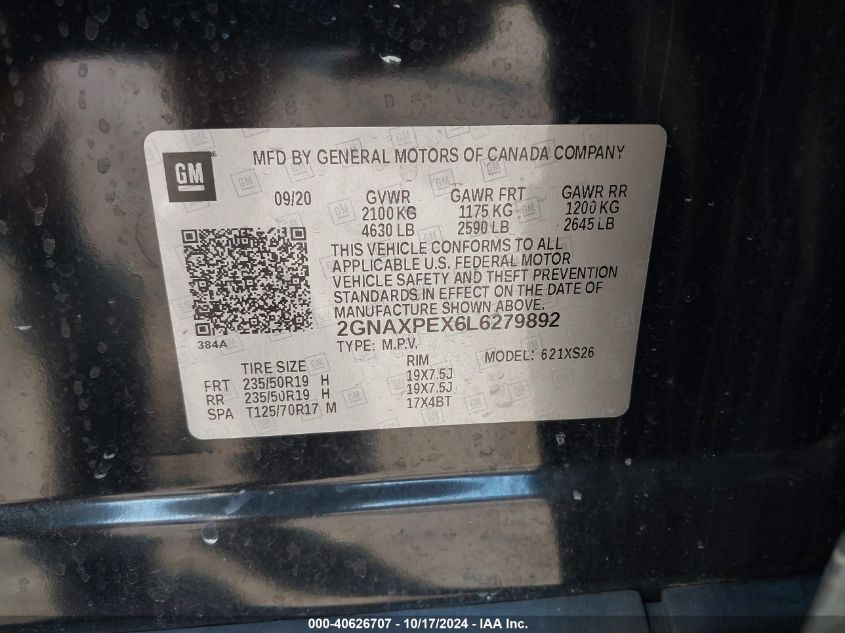 GM
MFD BY GENERAL MOTORS OF CANADA COMPANY
09/20 GVWR GAWR FRT GAWR RR
2100 KG 1175 KG 1200 KG
4630 LB 2590 LB 2645 LB
THIS VEHICLE CONFORMS TO ALL
APPLICABLE U.S. FEDERAL MOTOR
VEHICLE SAFETY AND THEFT PREVENTION
STANDARDS IN EFFECT ON THE DATE OF
MANUFACTURE SHOWN ABOVE.
2GNAXPEX6L6279892
384A TYPE: M.P.V. MODEL: 621XS26
TIRE SIZE RIM
FRT 235/50R19 H 19X7.5J
RR 235/50R19 H 19X7.5J
SPA T125/70R17 M 17X4BT
000-40626707 - 10/17/2024 - IAA, Inc.